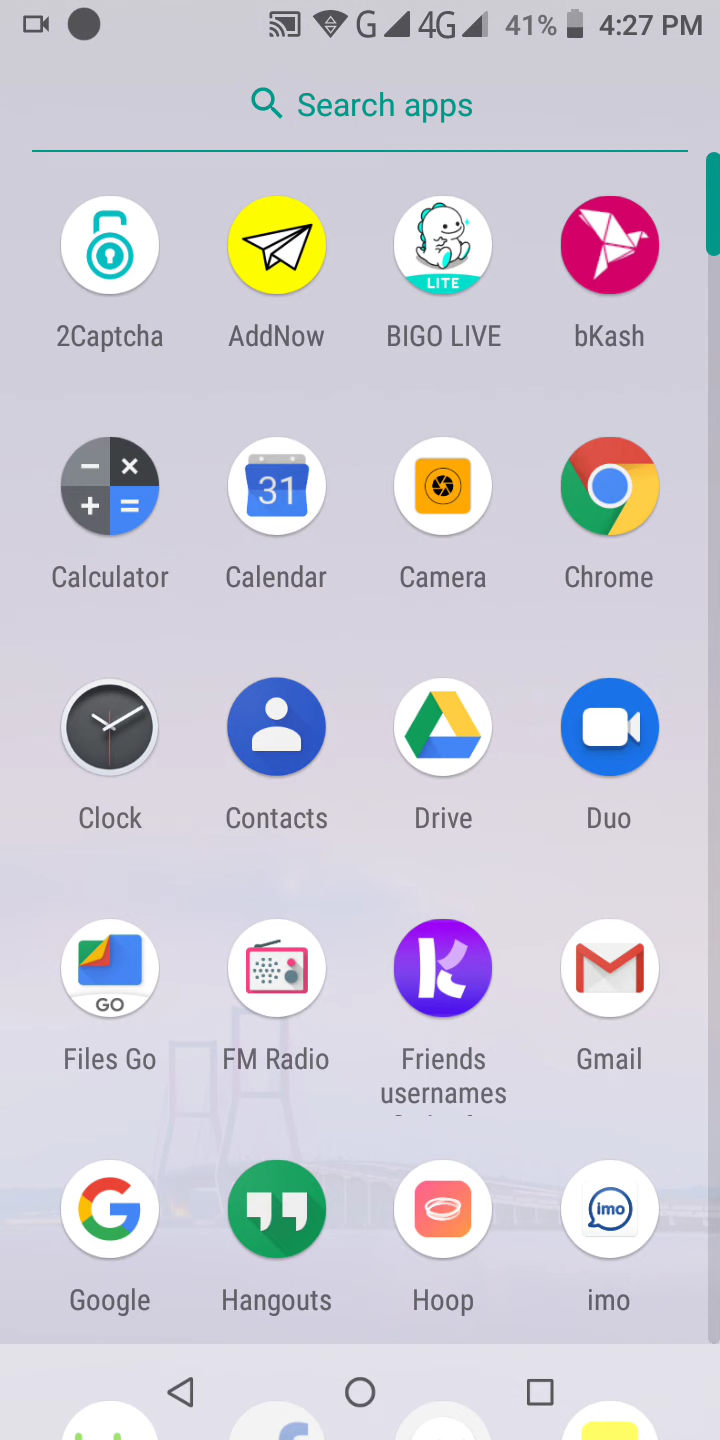 G 4G 41% 4:27 PM
Search apps
LITE
2Captcha AddNow BIGO LIVE bKash
31
Calculator Calendar Camera Chrome
Clock Contacts Drive Duo
GO
Files Go FM Radio Friends usernames Gmail
imo
Google Hangouts Hoop imo